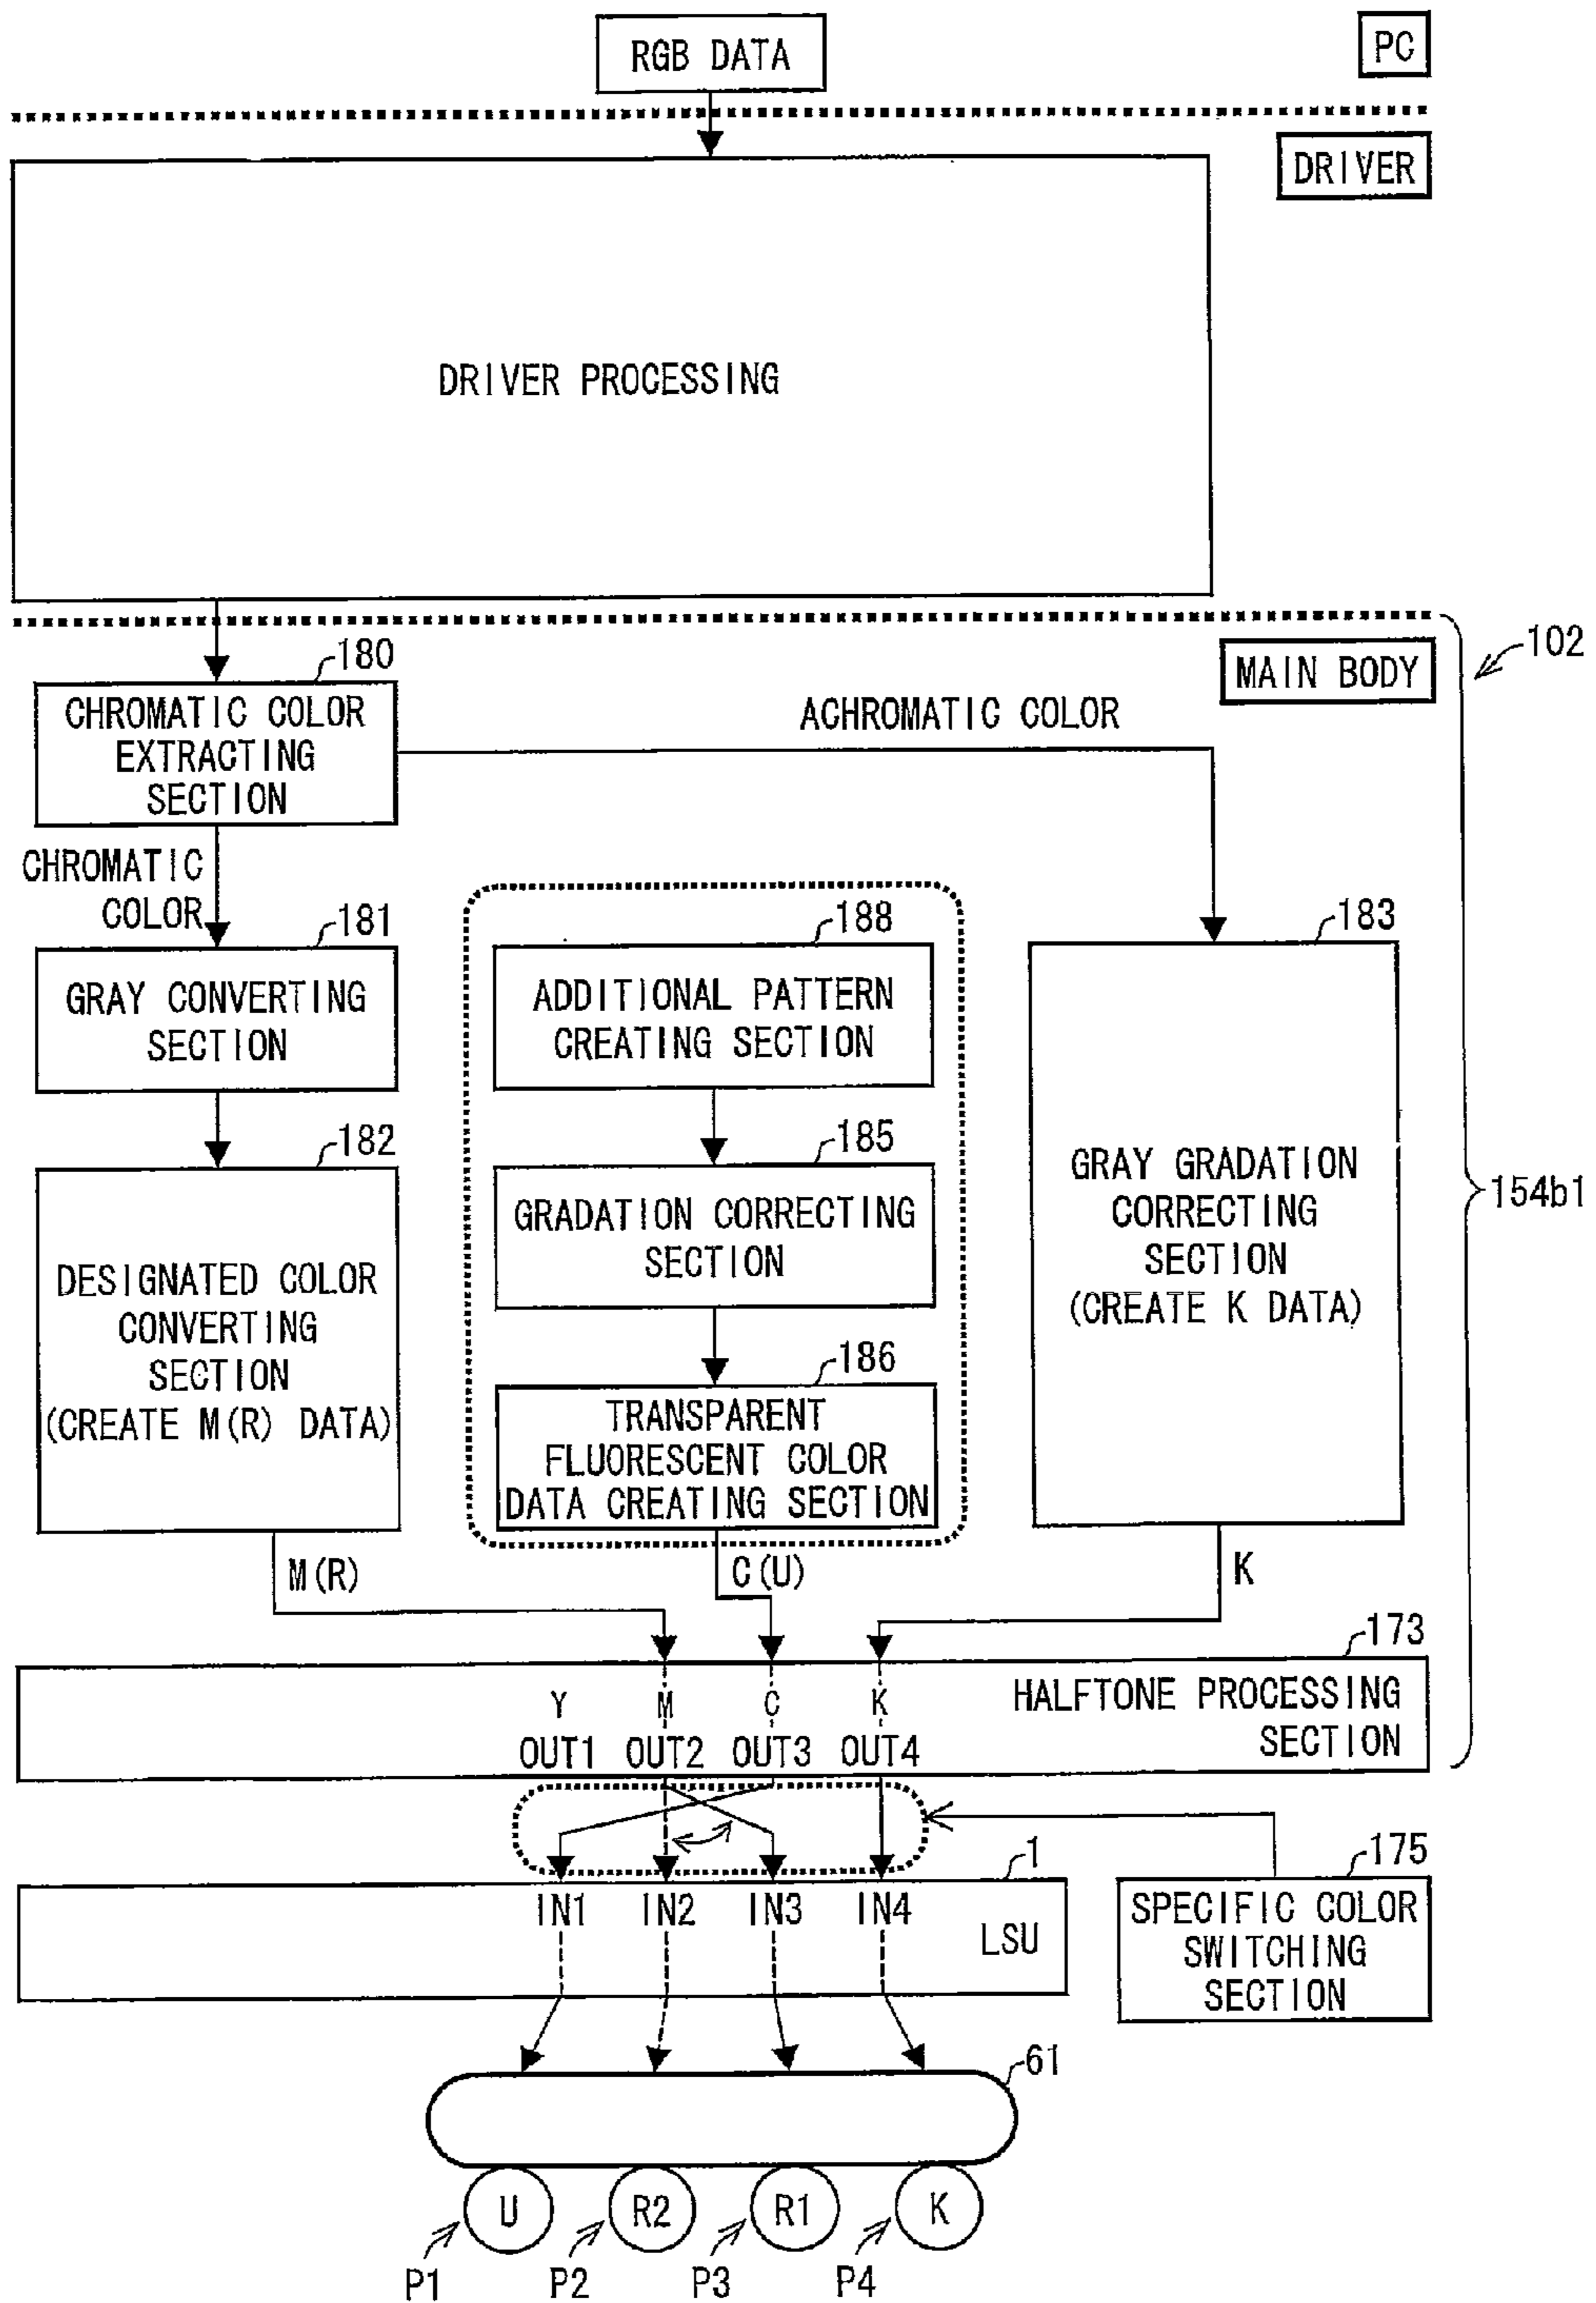 RGB DATA
PC
DRIVER
DRIVER PROCESSING
180
102
MAIN BODY
CHROMATIC COLOR
EXTRACTING
SECTION
ACHROMATIC COLOR
CHROMATIC
COLOR
181
188
183
GRAY CONVERTING
SECTION
ADDITIONAL PATTERN
CREATING SECTION
182
185
GRAY GRADATION
CORRECTING
SECTION
(CREATE K DATA)
154b1
GRADATION CORRECTING
SECTION
DESIGNATED COLOR
CONVERTING
SECTION
(CREATE M(R) DATA)
186
TRANSPARENT
FLUORESCENT COLOR
DATA CREATING SECTION
M(R)
C(U)
K
173
Y M C K
HALFTONE PROCESSING
SECTION
OUT1 OUT2 OUT3 OUT4
1
175
IN1 IN2 IN3 IN4
LSU
SPECIFIC COLOR
SWITCHING
SECTION
61
U R2 R1 K
P1 P2 P3 P4